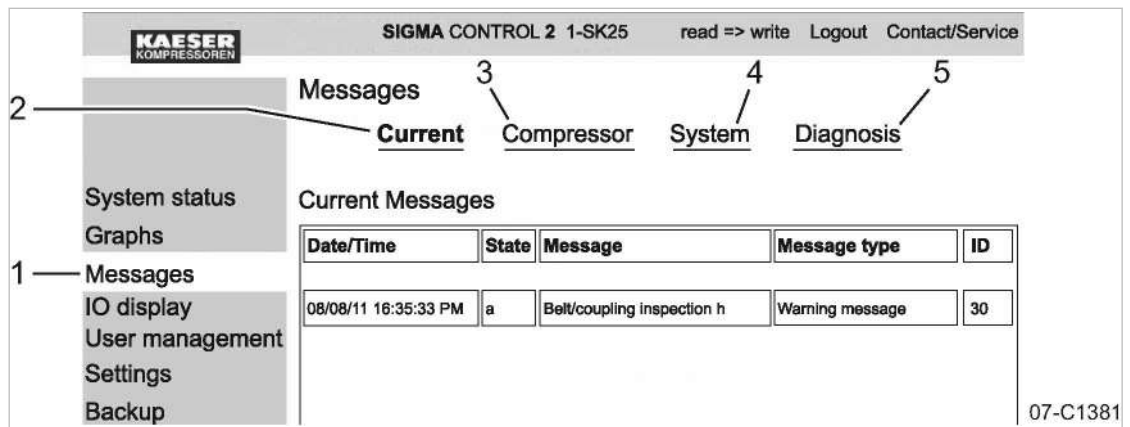 KAESER
KOMPRESSOREN
SIGMA CONTROL 2 1-SK25 read => write Logout Contact/Service
3 4 5
Messages
2
Current Compressor System Diagnosis
System status
Graphs
1
Messages
IO display
User management
Settings
Backup
Current Messages
Date/Time State Message Message type ID
08/08/11 16:35:33 PM a Belt/coupling inspection h Warning message 30
07-C1381